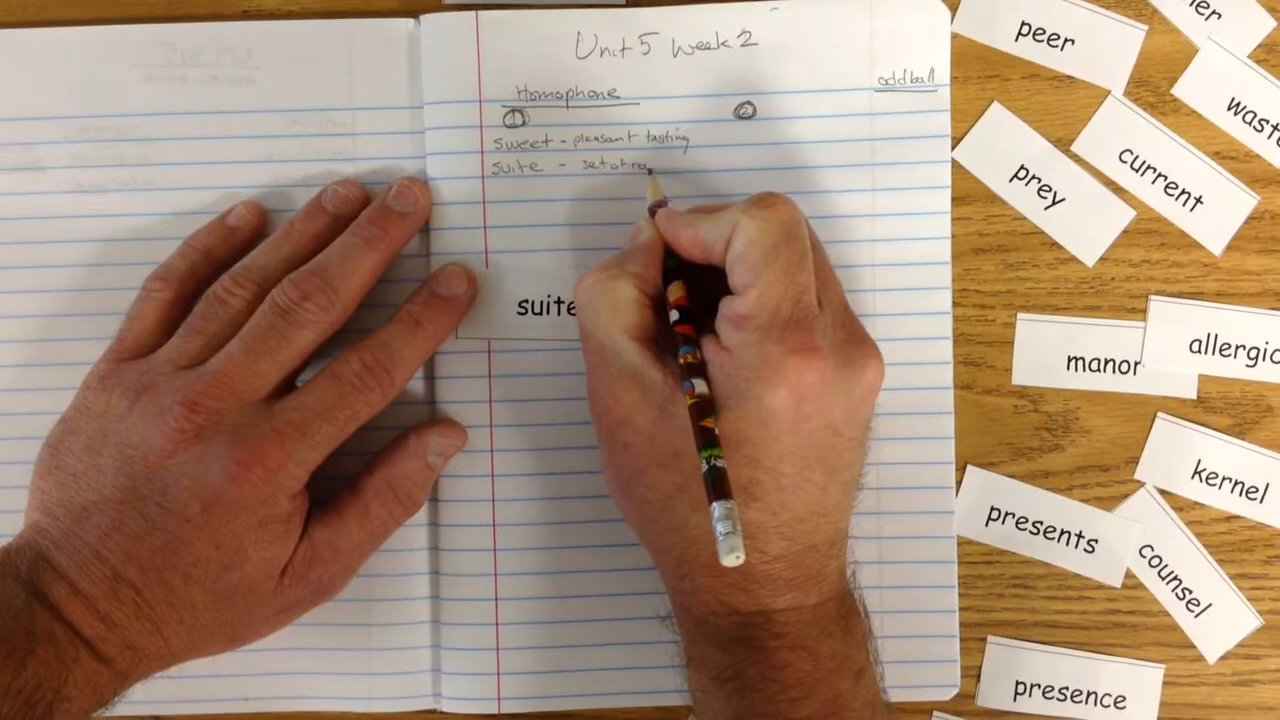 Unit 5 Week 2
oddball
Homophone
1 2
sweet - pleasant tasting
suite - set of
suite
peer
prey
current
manor
allergic
kernel
presents
counsel
presence